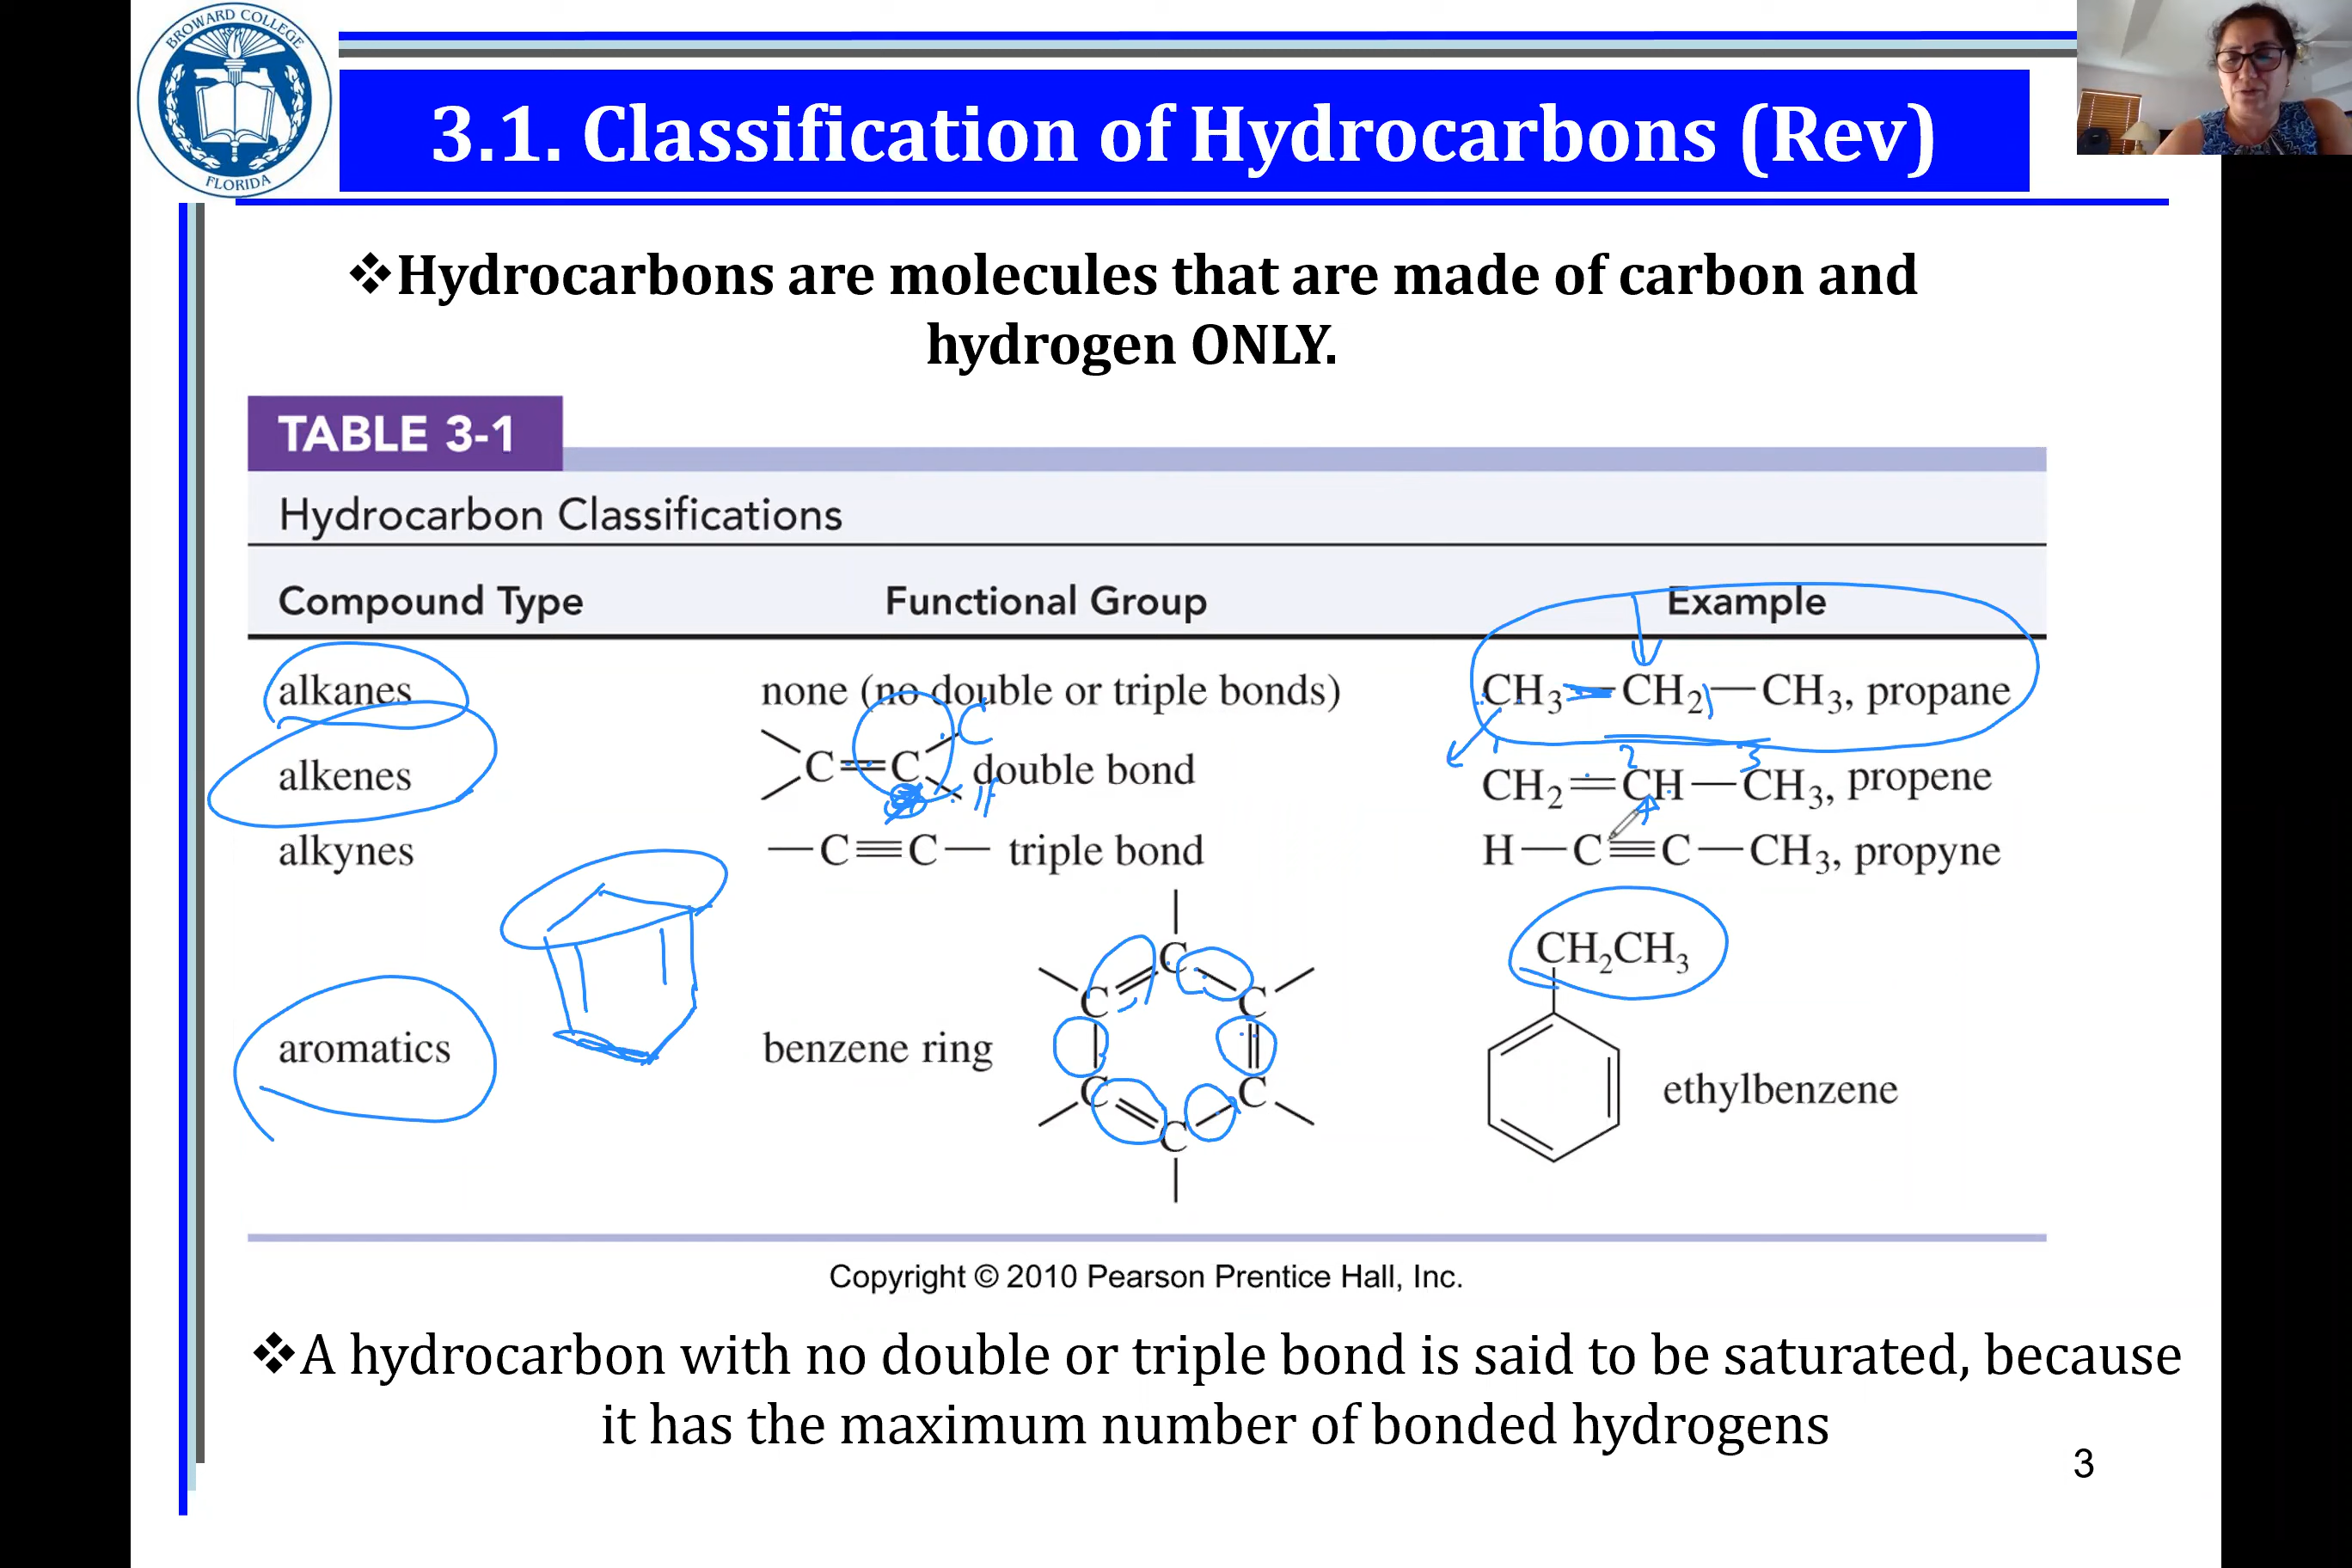 BROWARD COLLEGE
FLORIDA
3.1. Classification of Hydrocarbons (Rev)
❖Hydrocarbons are molecules that are made of carbon and
hydrogen ONLY.
TABLE 3-1
Hydrocarbon Classifications
Compound Type Functional Group Example
alkanes none (no double or triple bonds) CH₃—CH₂—CH₃, propane
C
1 2 3
alkenes C=C double bond CH₂=CH—CH₃, propene
H
alkynes —C≡C— triple bond H—C≡C—CH₃, propyne
C CH₂CH₃
C C
aromatics benzene ring
C C ethylbenzene
C
Copyright © 2010 Pearson Prentice Hall, Inc.
❖A hydrocarbon with no double or triple bond is said to be saturated, because
it has the maximum number of bonded hydrogens
3